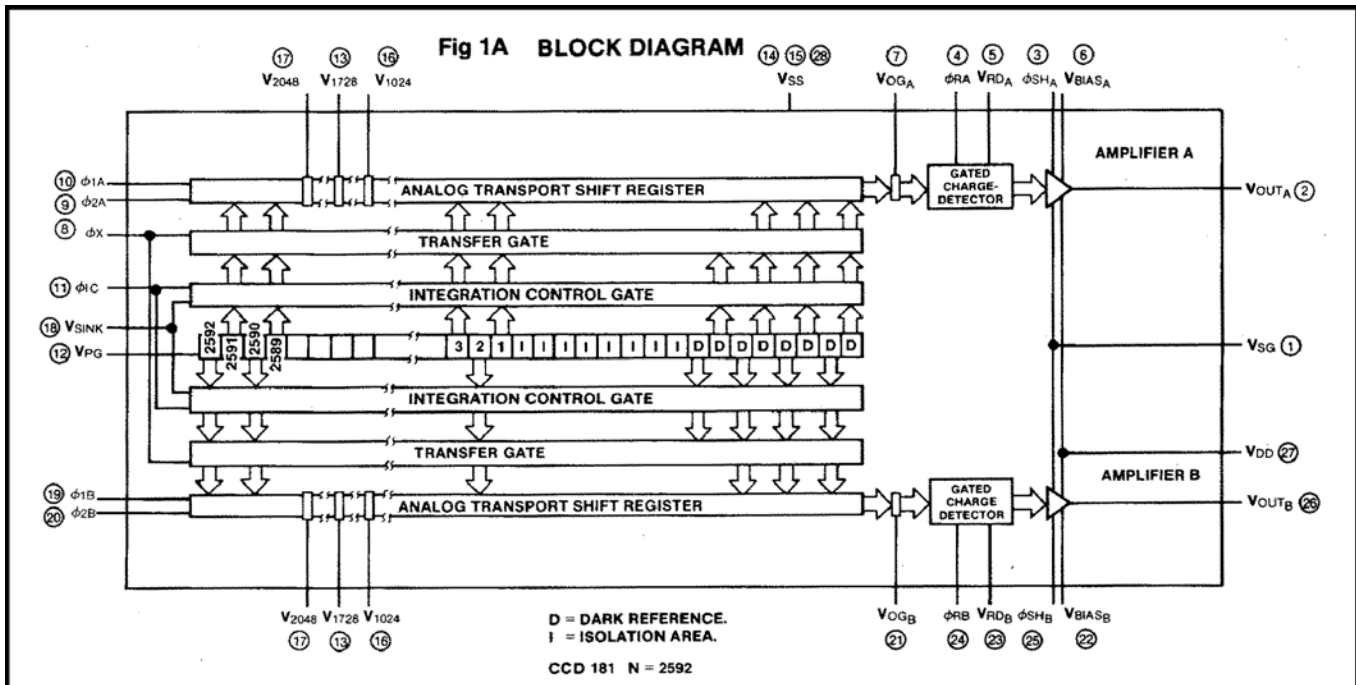 Fig 1A BLOCK DIAGRAM
⑰ ⑬ ⑯ ⑭ ⑮ ㉘ ⑦ ④ ⑤ ③ ⑥
V2048 V1728 V1024 VSS VOGA ϕRA VRDA ϕSHA VBIASA
AMPLIFIER A
⑩ ϕ1A
⑨ ϕ2A
ANALOG TRANSPORT SHIFT REGISTER
GATED
CHARGE-
DETECTOR
VOUTA ②
⑧ ϕX
TRANSFER GATE
⑪ ϕIC
INTEGRATION CONTROL GATE
⑱ VSINK
⑫ VPG
2592 2591 2590 2589 3 2 1 I I I I I I I I D D D D D D D D
VSG ①
INTEGRATION CONTROL GATE
TRANSFER GATE
VDD ㉗
AMPLIFIER B
⑲ ϕ1B
⑳ ϕ2B
ANALOG TRANSPORT SHIFT REGISTER
GATED
CHARGE
DETECTOR
VOUTB ㉖
V2048 V1728 V1024 VOGB ϕRB VRDB ϕSHB VBIASB
⑰ ⑬ ⑯ ㉑ ㉔ ㉓ ㉕ ㉒
D = DARK REFERENCE.
I = ISOLATION AREA.
CCD 181 N = 2592